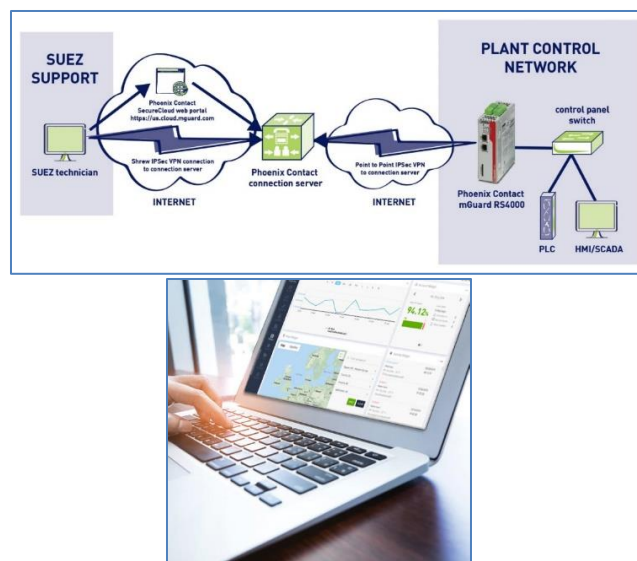 SUEZ
SUPPORT
SUEZ technician
Phoenix Contact
SecureCloud web portal
https://us.cloud.mguard.com
Shrew IPSec VPN connection
to connection server
INTERNET
Phoenix Contact
connection server
Point to Point IPSec VPN
to connection server
INTERNET
PLANT CONTROL
NETWORK
control panel
switch
Phoenix Contact
mGuard RS4000
PLC
HMI/SCADA
94.12%